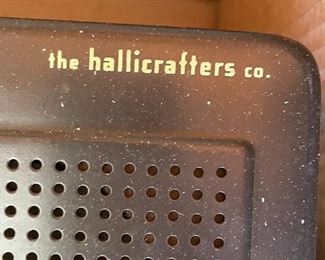 the hallicrafters co.